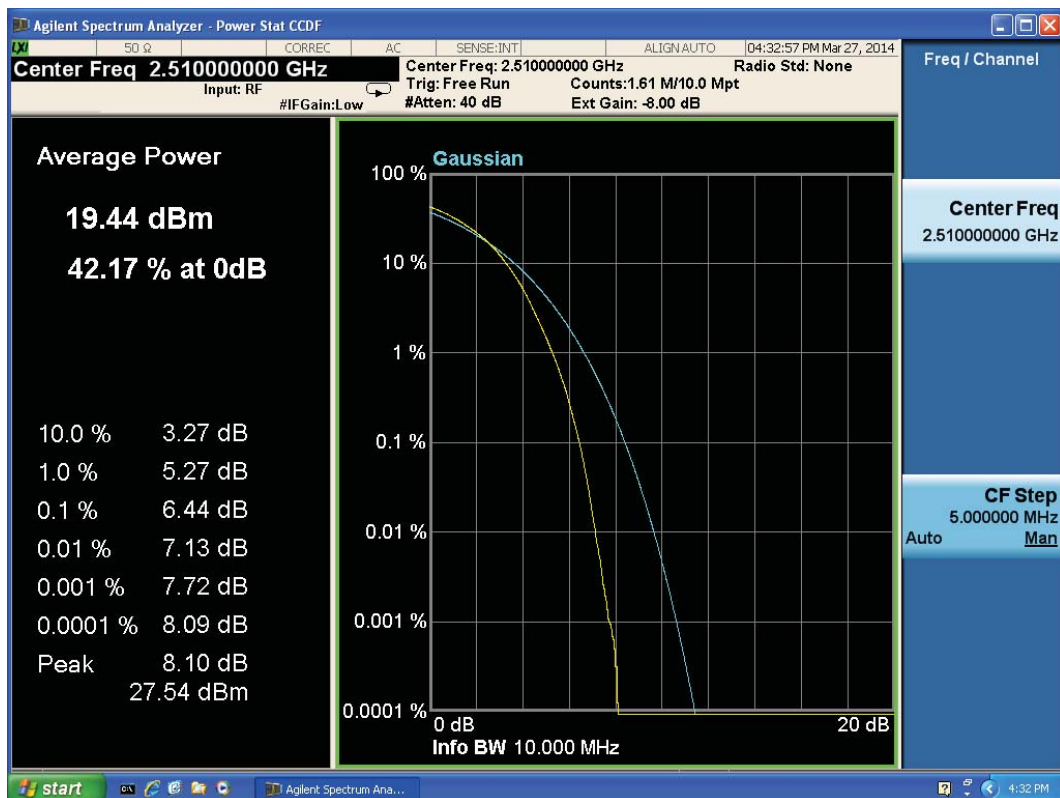 Agilent Spectrum Analyzer - Power Stat CCDF
LXI 50 Ω CORREC AC SENSE:INT ALIGN AUTO 04:32:57 PM Mar 27, 2014
Center Freq 2.510000000 GHz
Input: RF
#IFGain:Low
Center Freq: 2.510000000 GHz Radio Std: None
Trig: Free Run Counts:1.61 M/10.0 Mpt
#Atten: 40 dB Ext Gain: -8.00 dB
Average Power
19.44 dBm
42.17 % at 0dB
10.0 % 3.27 dB
1.0 % 5.27 dB
0.1 % 6.44 dB
0.01 % 7.13 dB
0.001 % 7.72 dB
0.0001 % 8.09 dB
Peak 8.10 dB
27.54 dBm
Gaussian
100 %
10 %
1 %
0.1 %
0.01 %
0.001 %
0.0001 %
0 dB 20 dB
Info BW 10.000 MHz
Freq / Channel
Center Freq
2.510000000 GHz
CF Step
5.000000 MHz
Auto Man
start
Agilent Spectrum Ana...
4:32 PM